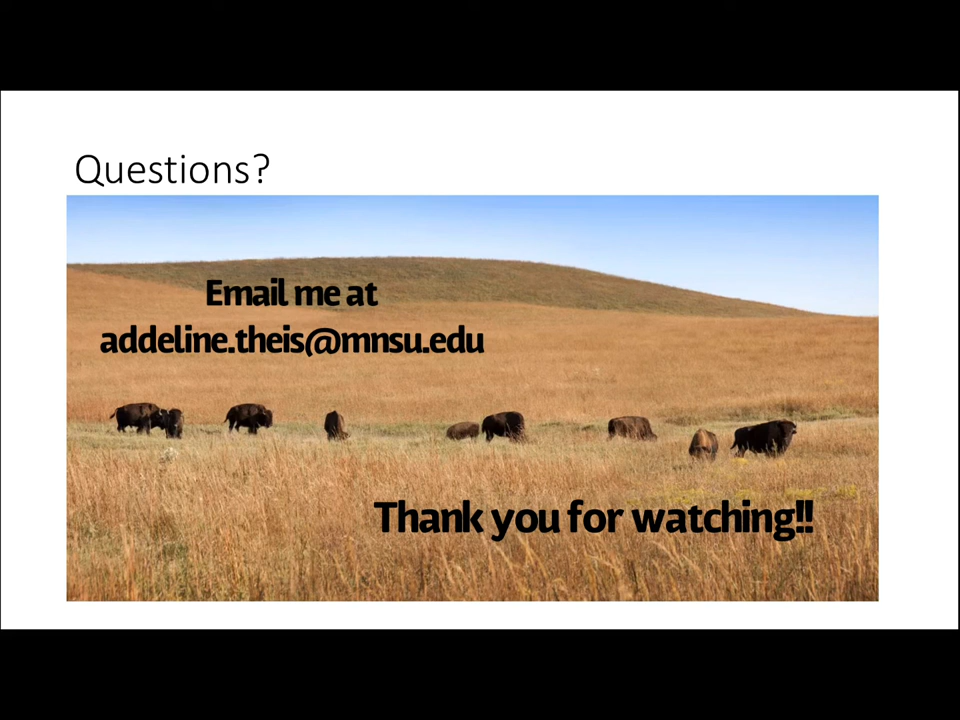 Questions?
Email me at
addeline.theis@mnsu.edu
Thank you for watching!!